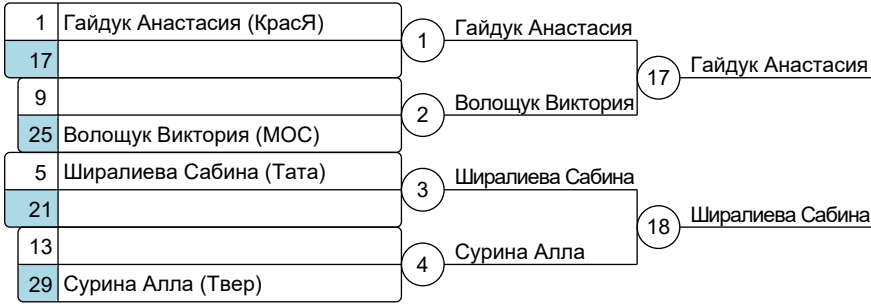 1 Гайдук Анастасия (КрасЯ)
17
9
25 Волощук Виктория (МОС)
5 Ширалиева Сабина (Тата)
21
13
29 Сурина Алла (Твер)
1 Гайдук Анастасия
2 Волощук Виктория
3 Ширалиева Сабина
4 Сурина Алла
17 Гайдук Анастасия
18 Ширалиева Сабина